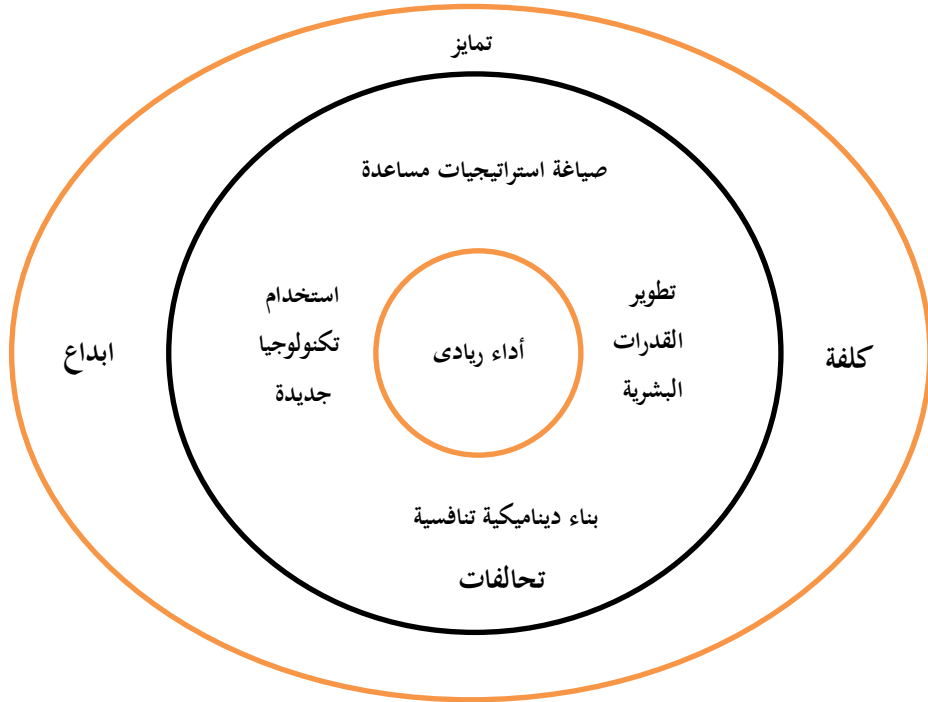 تمايز
صياغة استراتيجيات مساعدة
تطوير
القدرات
البشرية
استخدام
تكنولوجيا
جديدة
كلفة
أداء ريادى
ابداع
بناء ديناميكية تنافسية
تحالفات